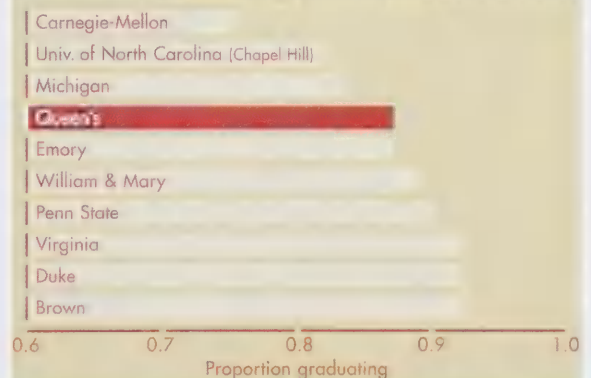 Carnegie-Mellon
Univ. of North Carolina (Chapel Hill)
Michigan
Queen's
Emory
William & Mary
Penn State
Virginia
Duke
Brown
0.6 0.7 0.8 0.9 1.0
Proportion graduating